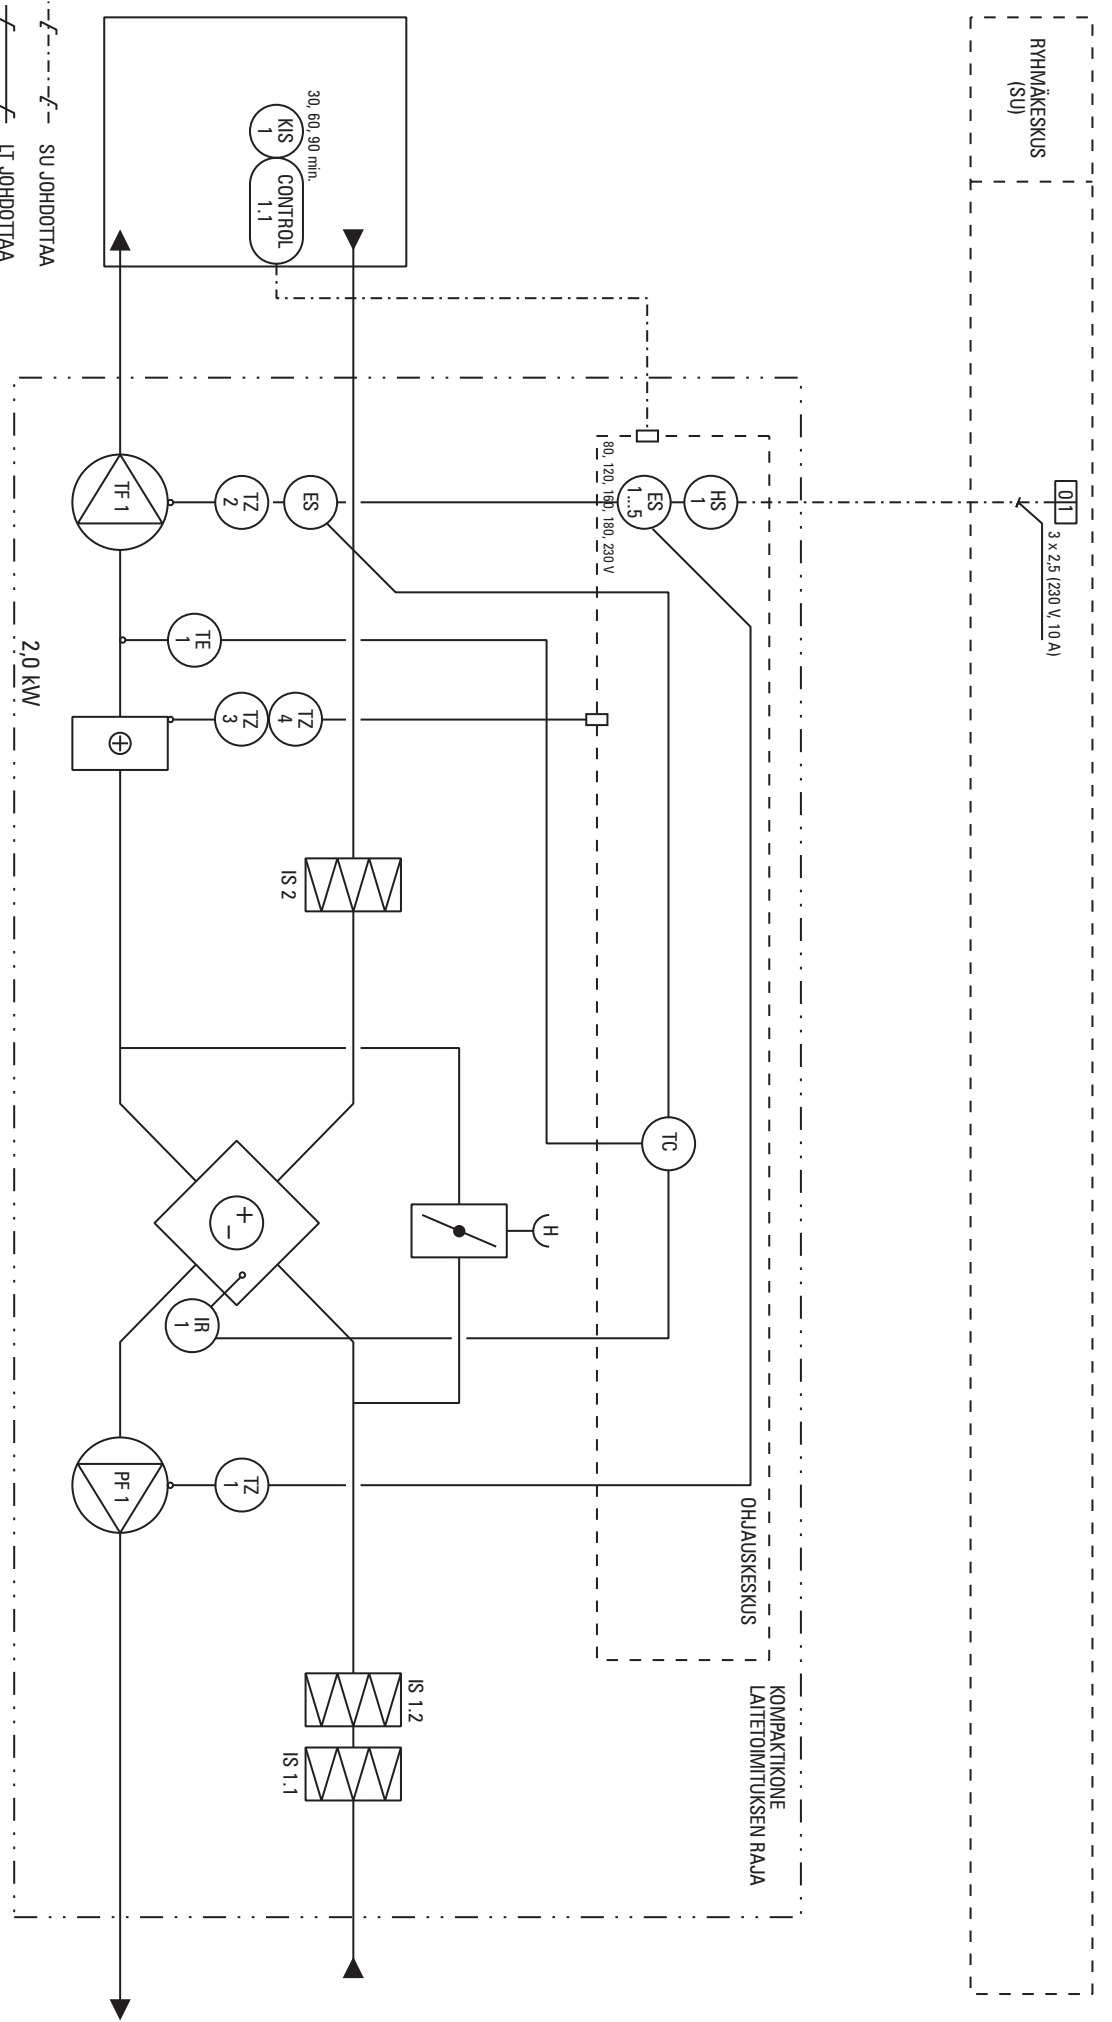 RYHMÄKESKUS
(SU)
01
3 x 2,5 (230 V, 10 A)
KOMPAKTIKONE
LAITETOIMITUKSEN RAJA
OHJAUSKESKUS
HS
1
ES
1...5
80, 120, 160, 180, 230 V
TC
H
30, 60, 90 min.
KIS
1
CONTROL
1.1
IS 2
IS 1.2
IS 1.1
ES
TZ
2
TF 1
TE
1
TZ
4
TZ
3
+
−
IR
1
TZ
1
PF 1
2,0 kW
SU JOHDOTTAA
LT JOHDOTTAA